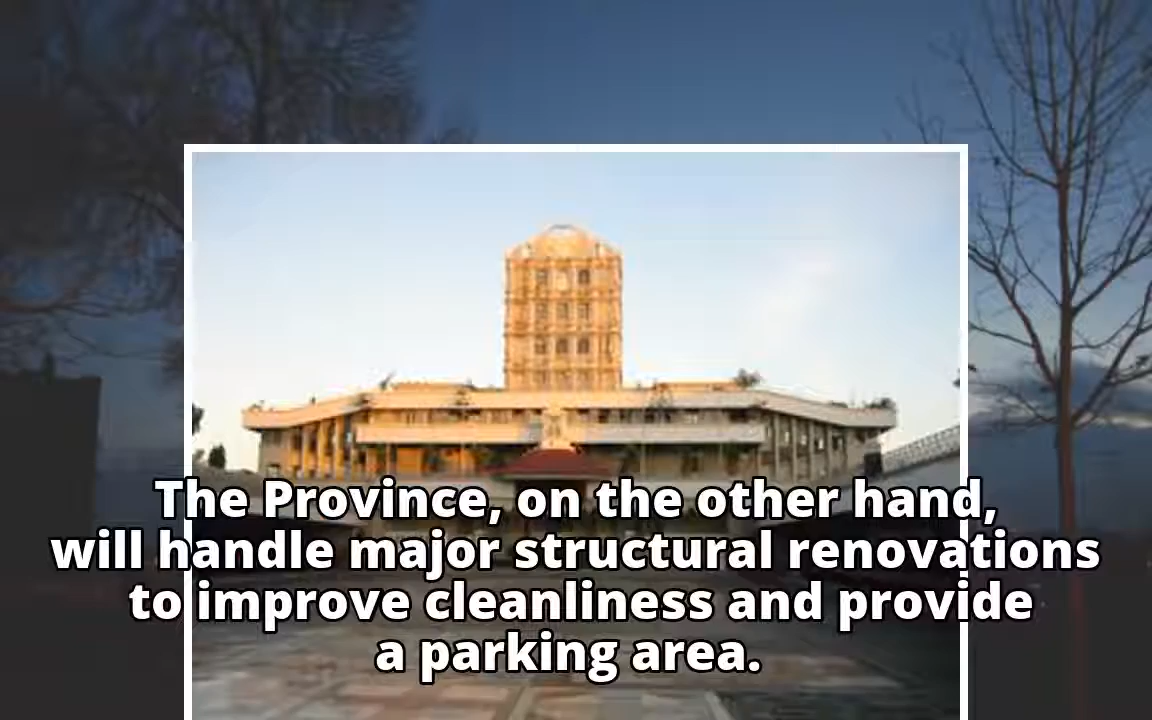 The Province, on the other hand,
will handle major structural renovations
to improve cleanliness and provide
a parking area.